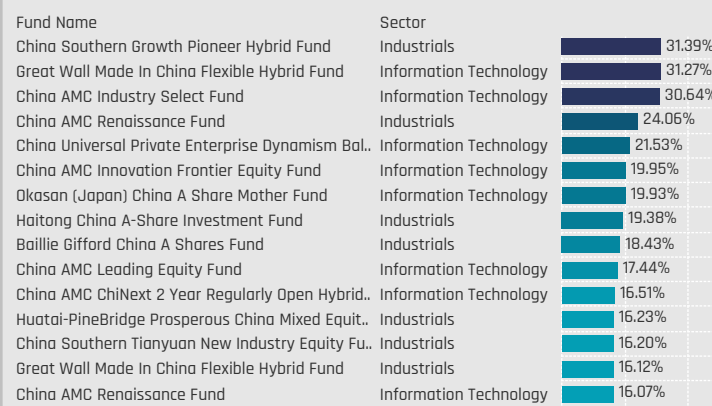 Fund Name Sector
China Southern Growth Pioneer Hybrid Fund Industrials 31.39%
Great Wall Made In China Flexible Hybrid Fund Information Technology 31.27%
China AMC Industry Select Fund Information Technology 30.64%
China AMC Renaissance Fund Industrials 24.06%
China Universal Private Enterprise Dynamism Bal.. Information Technology 21.53%
China AMC Innovation Frontier Equity Fund Information Technology 19.95%
Okasan (Japan) China A Share Mother Fund Information Technology 19.93%
Haitong China A-Share Investment Fund Industrials 19.38%
Baillie Gifford China A Shares Fund Industrials 18.43%
China AMC Leading Equity Fund Information Technology 17.44%
China AMC ChiNext 2 Year Regularly Open Hybrid.. Information Technology 16.51%
Huatai-PineBridge Prosperous China Mixed Equit.. Industrials 16.23%
China Southern Tianyuan New Industry Equity Fu.. Industrials 16.20%
Great Wall Made In China Flexible Hybrid Fund Industrials 16.12%
China AMC Renaissance Fund Information Technology 16.07%